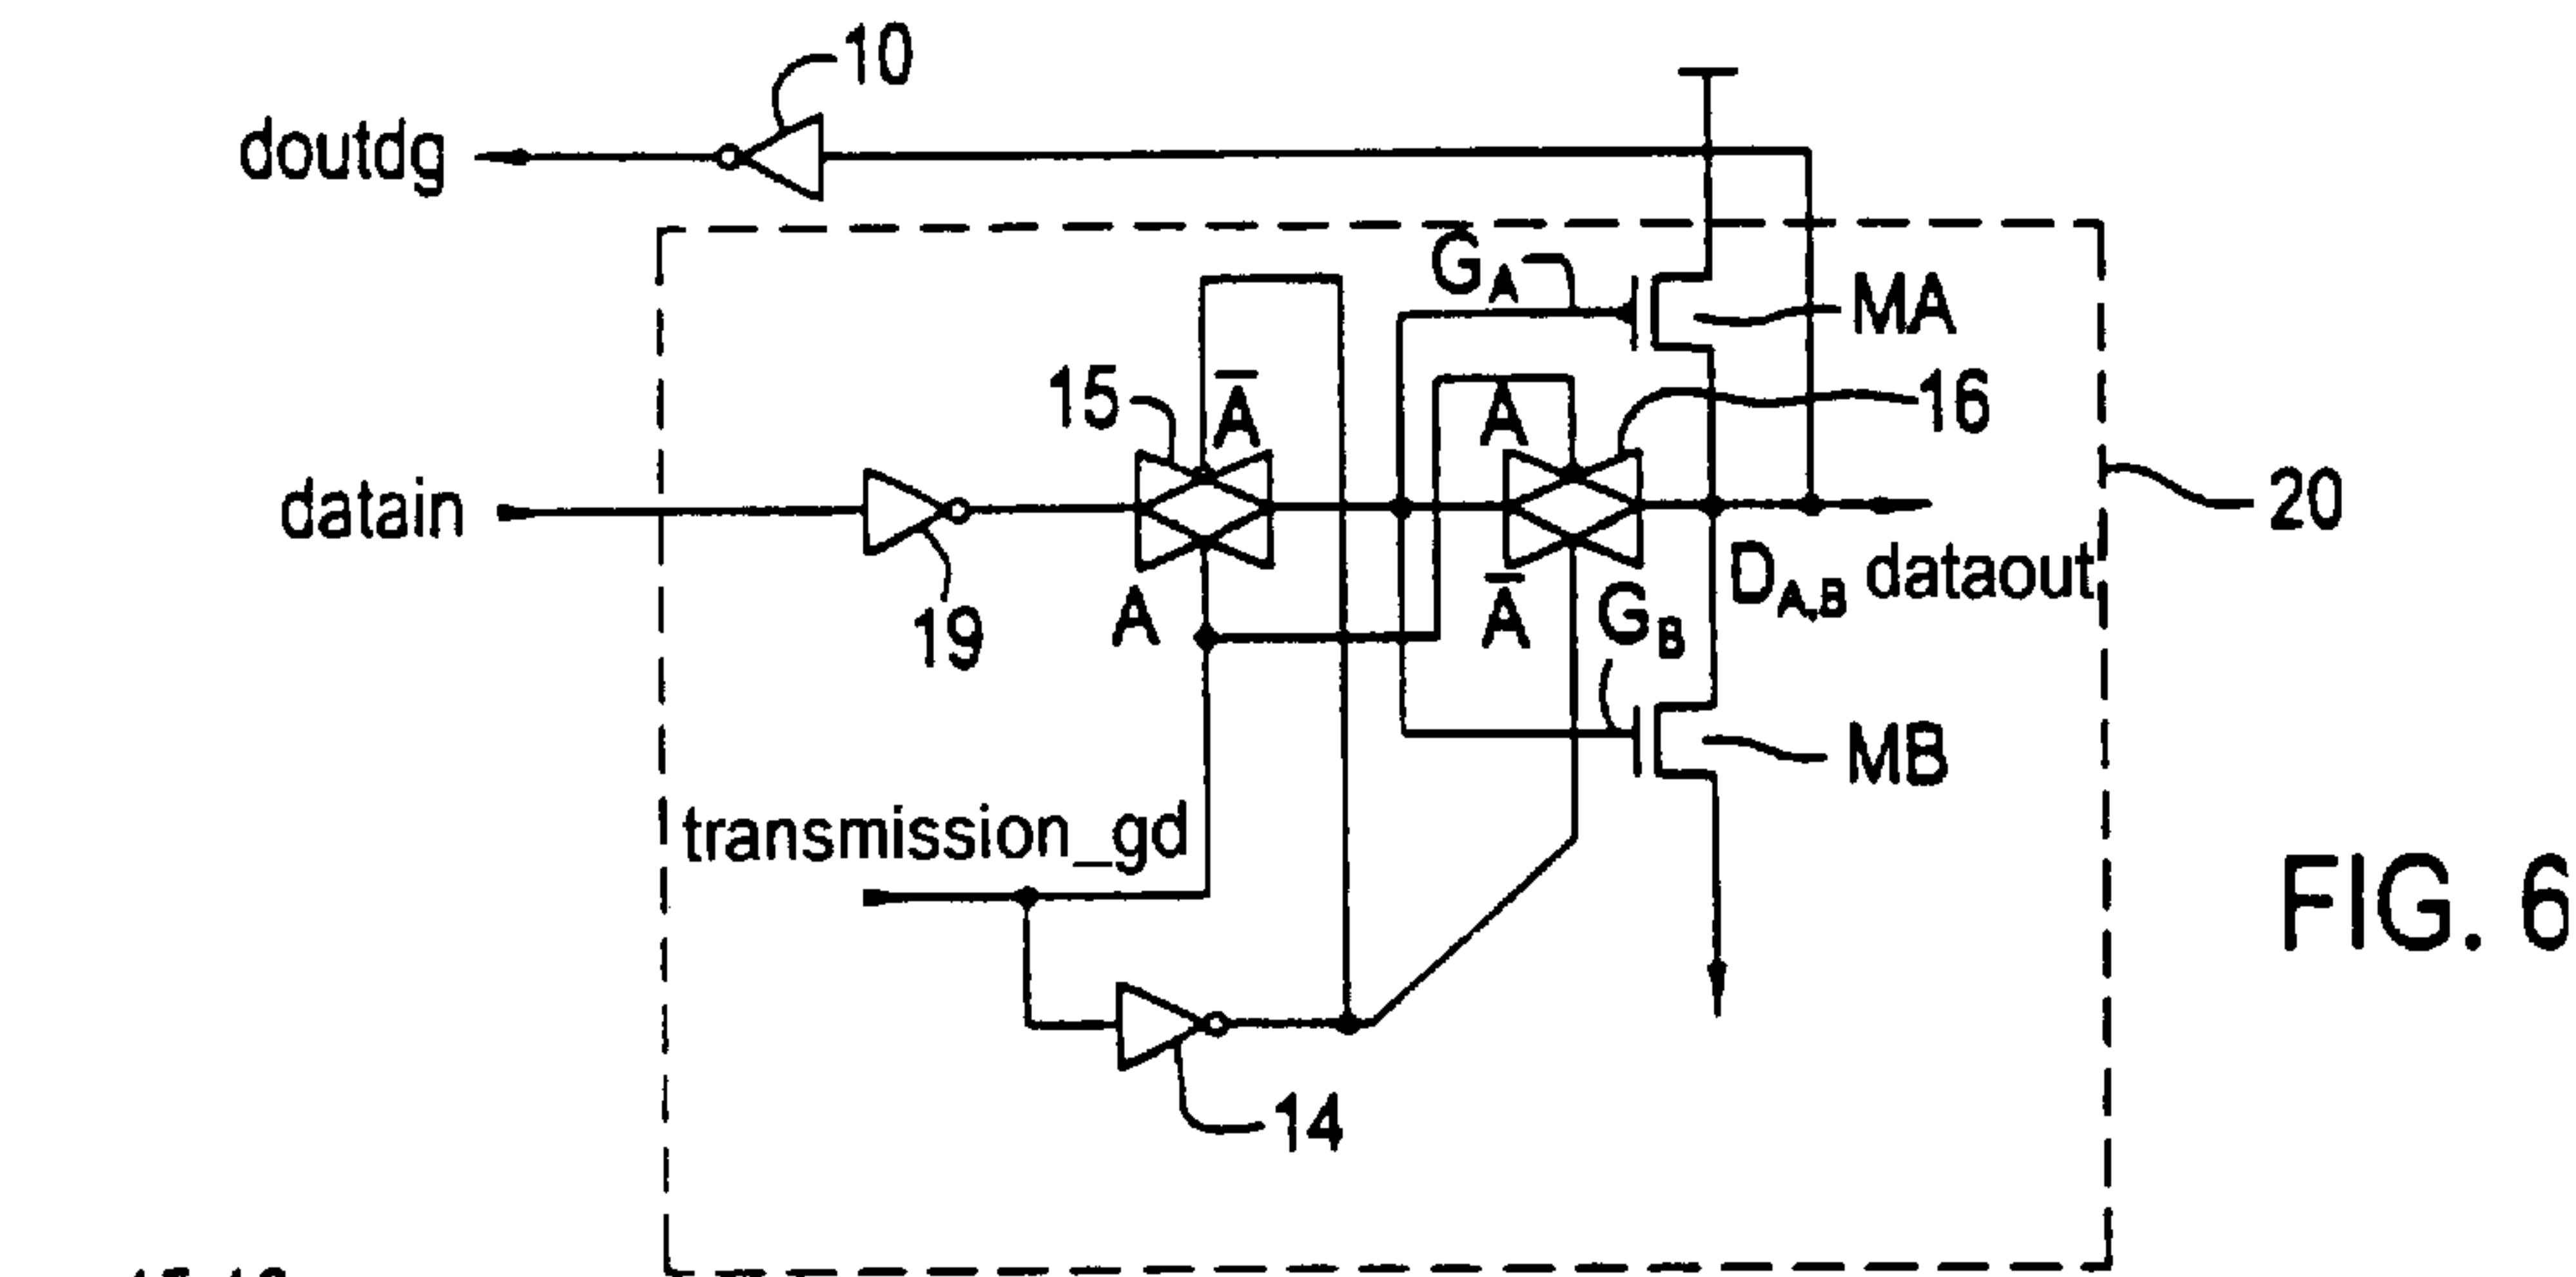 10
doutdg
G_A
MA
15
A̅
A
16
datain
20
D_A,B dataout
19
A
A̅
G_B
MB
transmission_gd
14
FIG. 6